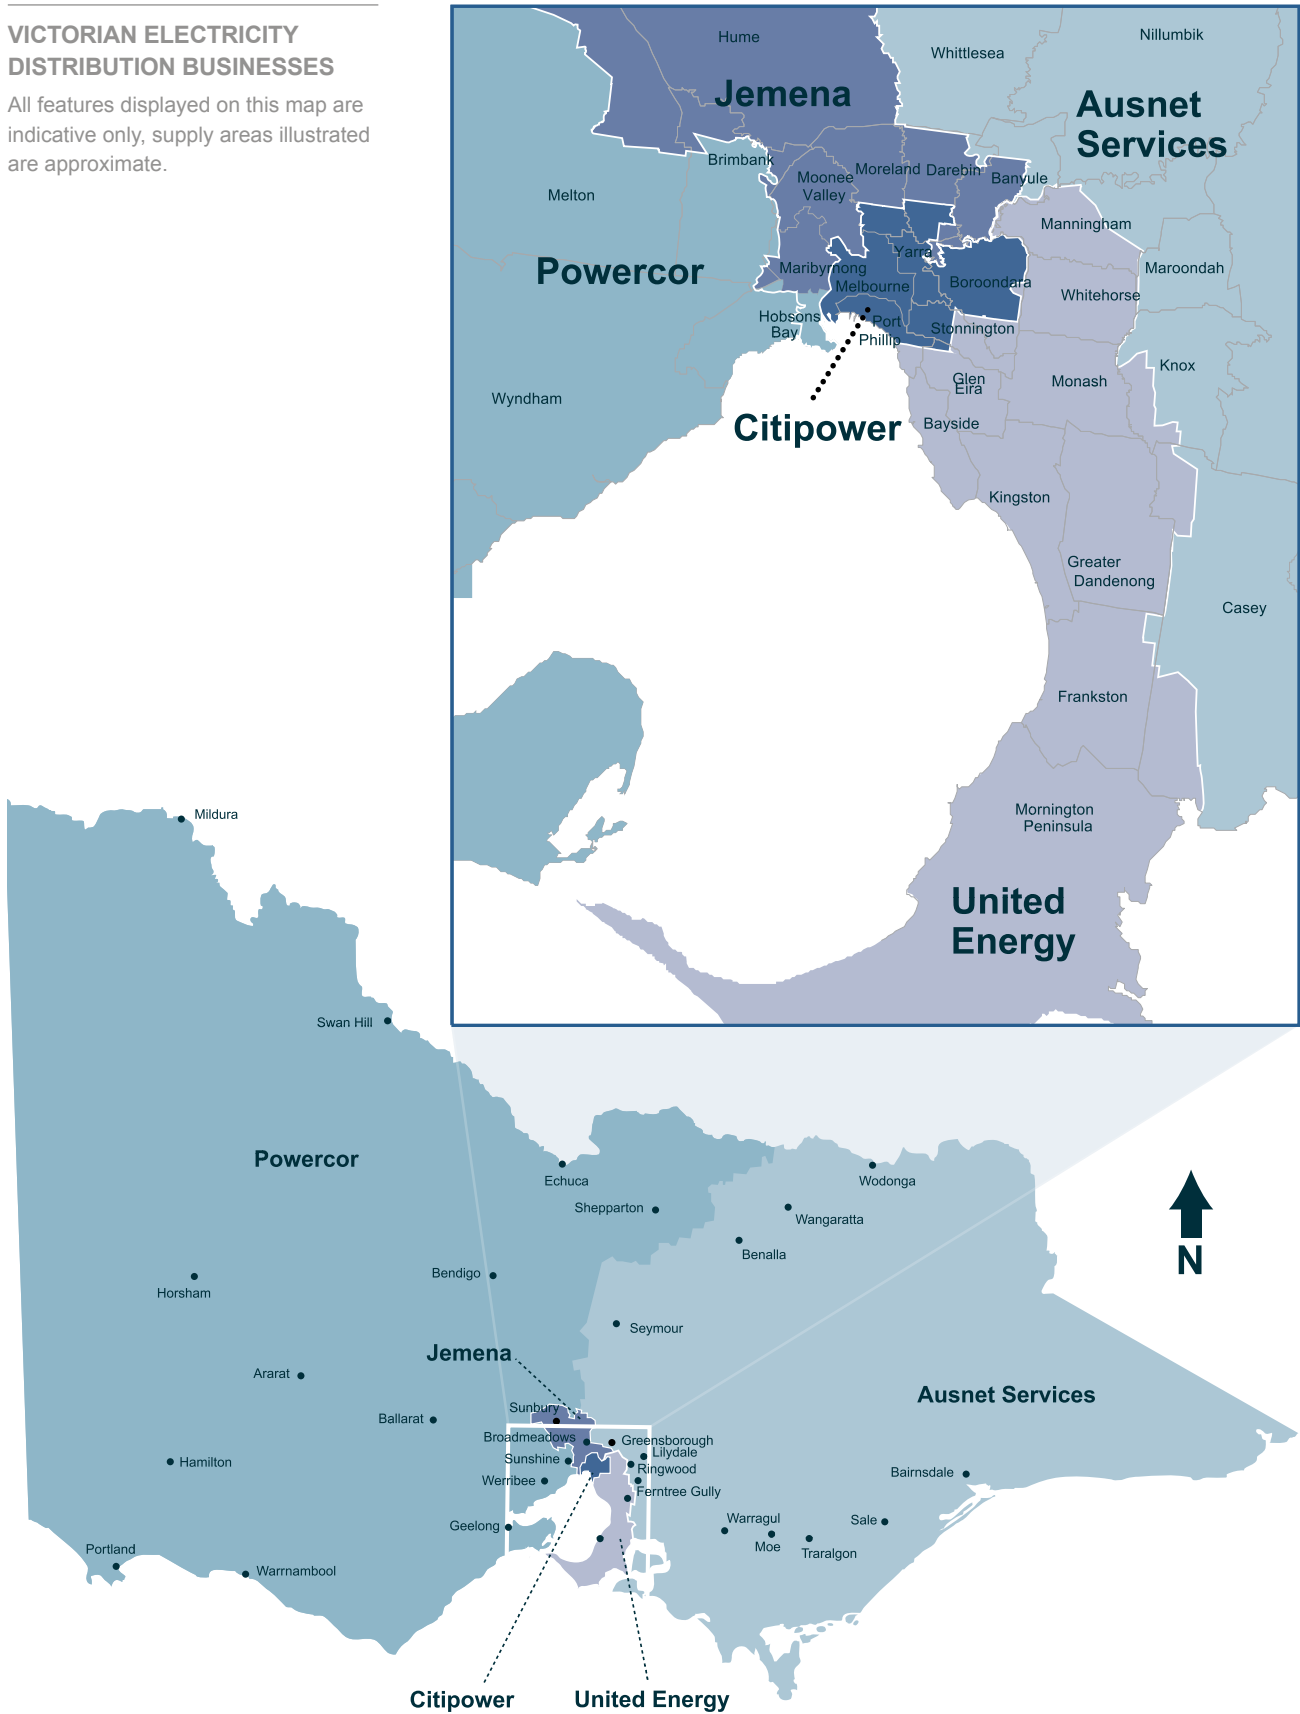 VICTORIAN ELECTRICITY
DISTRIBUTION BUSINESSES
All features displayed on this map are
indicative only, supply areas illustrated
are approximate.
Hume
Whittlesea
Nillumbik
Jemena
Ausnet
Services
Brimbank
Moonee
Valley
Moreland
Darebin
Banyule
Melton
Manningham
Powercor
Yarra
Maribyrnong
Melbourne
Boroondara
Maroondah
Whitehorse
Hobsons
Bay
Port
Phillip
Stonnington
Knox
Glen
Eira
Monash
Wyndham
Citipower
Bayside
Kingston
Greater
Dandenong
Casey
Frankston
Mornington
Peninsula
United
Energy
Mildura
Swan Hill
Powercor
Echuca
Shepparton
Wodonga
Wangaratta
Benalla
N
Bendigo
Horsham
Seymour
Jemena
Ararat
Ausnet Services
Ballarat
Sunbury
Broadmeadows
Greensborough
Lilydale
Sunshine
Ringwood
Hamilton
Werribee
Ferntree Gully
Bairnsdale
Geelong
Warragul
Sale
Moe
Traralgon
Portland
Warrnambool
Citipower
United Energy